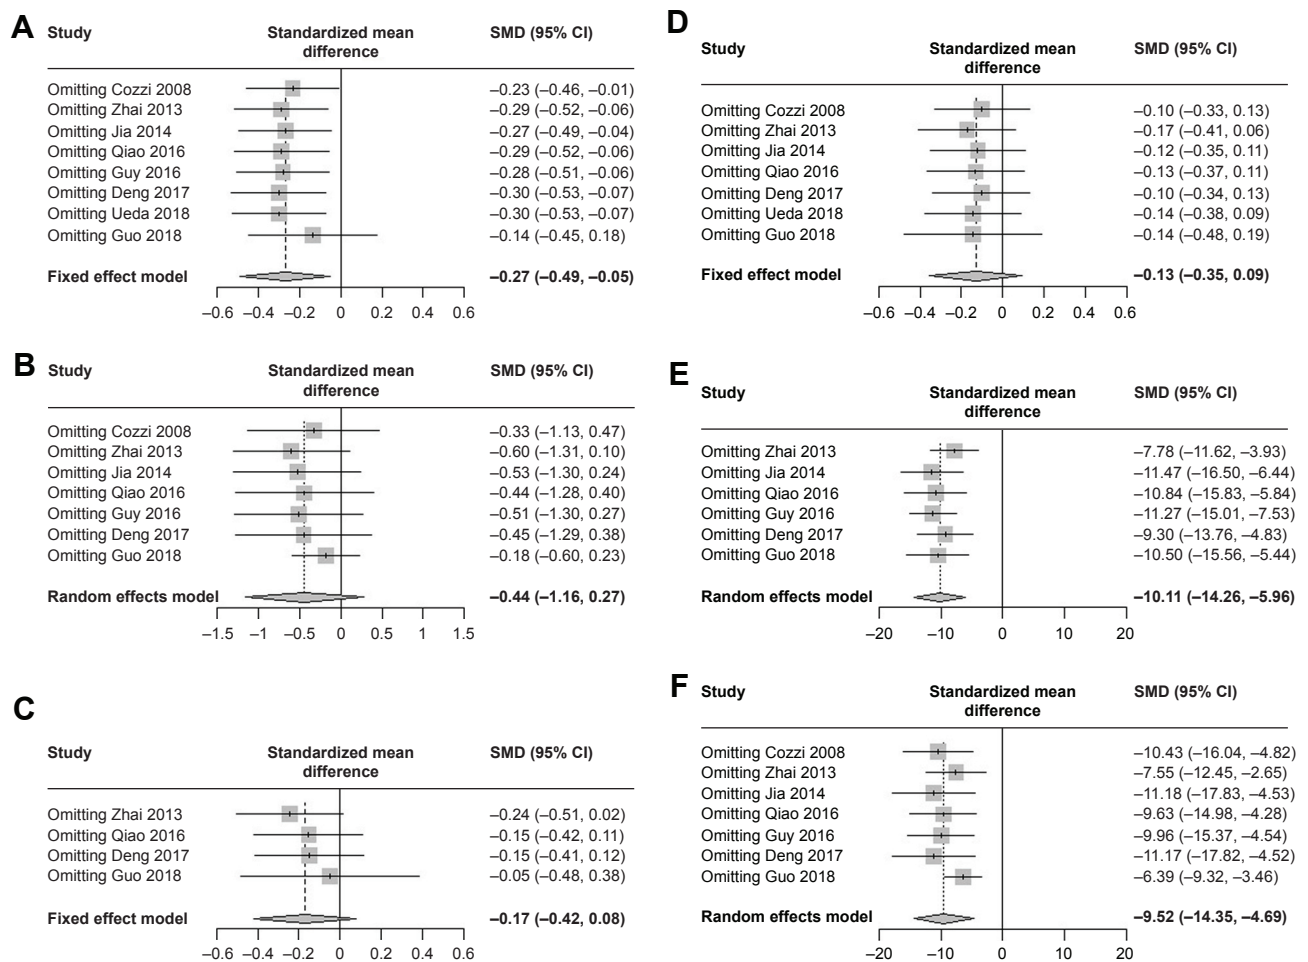 A
Study Standardized mean difference SMD (95% CI)
Omitting Cozzi 2008 –0.23 (–0.46, –0.01)
Omitting Zhai 2013 –0.29 (–0.52, –0.06)
Omitting Jia 2014 –0.27 (–0.49, –0.04)
Omitting Qiao 2016 –0.29 (–0.52, –0.06)
Omitting Guy 2016 –0.28 (–0.51, –0.06)
Omitting Deng 2017 –0.30 (–0.53, –0.07)
Omitting Ueda 2018 –0.30 (–0.53, –0.07)
Omitting Guo 2018 –0.14 (–0.45, 0.18)
Fixed effect model –0.27 (–0.49, –0.05)
–0.6 –0.4 –0.2 0 0.2 0.4 0.6
B
Study Standardized mean difference SMD (95% CI)
Omitting Cozzi 2008 –0.33 (–1.13, 0.47)
Omitting Zhai 2013 –0.60 (–1.31, 0.10)
Omitting Jia 2014 –0.53 (–1.30, 0.24)
Omitting Qiao 2016 –0.44 (–1.28, 0.40)
Omitting Guy 2016 –0.51 (–1.30, 0.27)
Omitting Deng 2017 –0.45 (–1.29, 0.38)
Omitting Guo 2018 –0.18 (–0.60, 0.23)
Random effects model –0.44 (–1.16, 0.27)
–1.5 –1 –0.5 0 0.5 1 1.5
C
Study Standardized mean difference SMD (95% CI)
Omitting Zhai 2013 –0.24 (–0.51, 0.02)
Omitting Qiao 2016 –0.15 (–0.42, 0.11)
Omitting Deng 2017 –0.15 (–0.41, 0.12)
Omitting Guo 2018 –0.05 (–0.48, 0.38)
Fixed effect model –0.17 (–0.42, 0.08)
–0.6 –0.4 –0.2 0 0.2 0.4 0.6
D
Study Standardized mean difference SMD (95% CI)
Omitting Cozzi 2008 –0.10 (–0.33, 0.13)
Omitting Zhai 2013 –0.17 (–0.41, 0.06)
Omitting Jia 2014 –0.12 (–0.35, 0.11)
Omitting Qiao 2016 –0.13 (–0.37, 0.11)
Omitting Deng 2017 –0.10 (–0.34, 0.13)
Omitting Ueda 2018 –0.14 (–0.38, 0.09)
Omitting Guo 2018 –0.14 (–0.48, 0.19)
Fixed effect model –0.13 (–0.35, 0.09)
–0.6 –0.4 –0.2 0 0.2 0.4 0.6
E
Study Standardized mean difference SMD (95% CI)
Omitting Zhai 2013 –7.78 (–11.62, –3.93)
Omitting Jia 2014 –11.47 (–16.50, –6.44)
Omitting Qiao 2016 –10.84 (–15.83, –5.84)
Omitting Guy 2016 –11.27 (–15.01, –7.53)
Omitting Deng 2017 –9.30 (–13.76, –4.83)
Omitting Guo 2018 –10.50 (–15.56, –5.44)
Random effects model –10.11 (–14.26, –5.96)
–20 –10 0 10 20
F
Study Standardized mean difference SMD (95% CI)
Omitting Cozzi 2008 –10.43 (–16.04, –4.82)
Omitting Zhai 2013 –7.55 (–12.45, –2.65)
Omitting Jia 2014 –11.18 (–17.83, –4.53)
Omitting Qiao 2016 –9.63 (–14.98, –4.28)
Omitting Guy 2016 –9.96 (–15.37, –4.54)
Omitting Deng 2017 –11.17 (–17.82, –4.52)
Omitting Guo 2018 –6.39 (–9.32, –3.46)
Random effects model –9.52 (–14.35, –4.69)
–20 –10 0 10 20